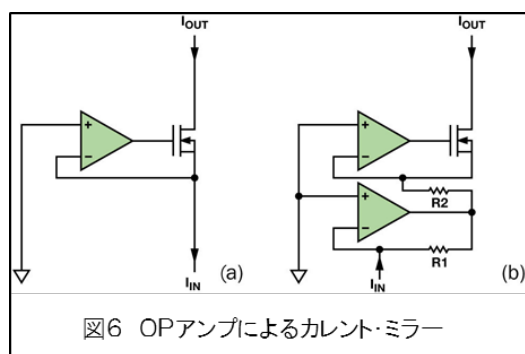 IOUT
IOUT
+
−
+
−
+
−
R2
R1
IIN
(a)
IIN
(b)
図6 OPアンプによるカレント・ミラー